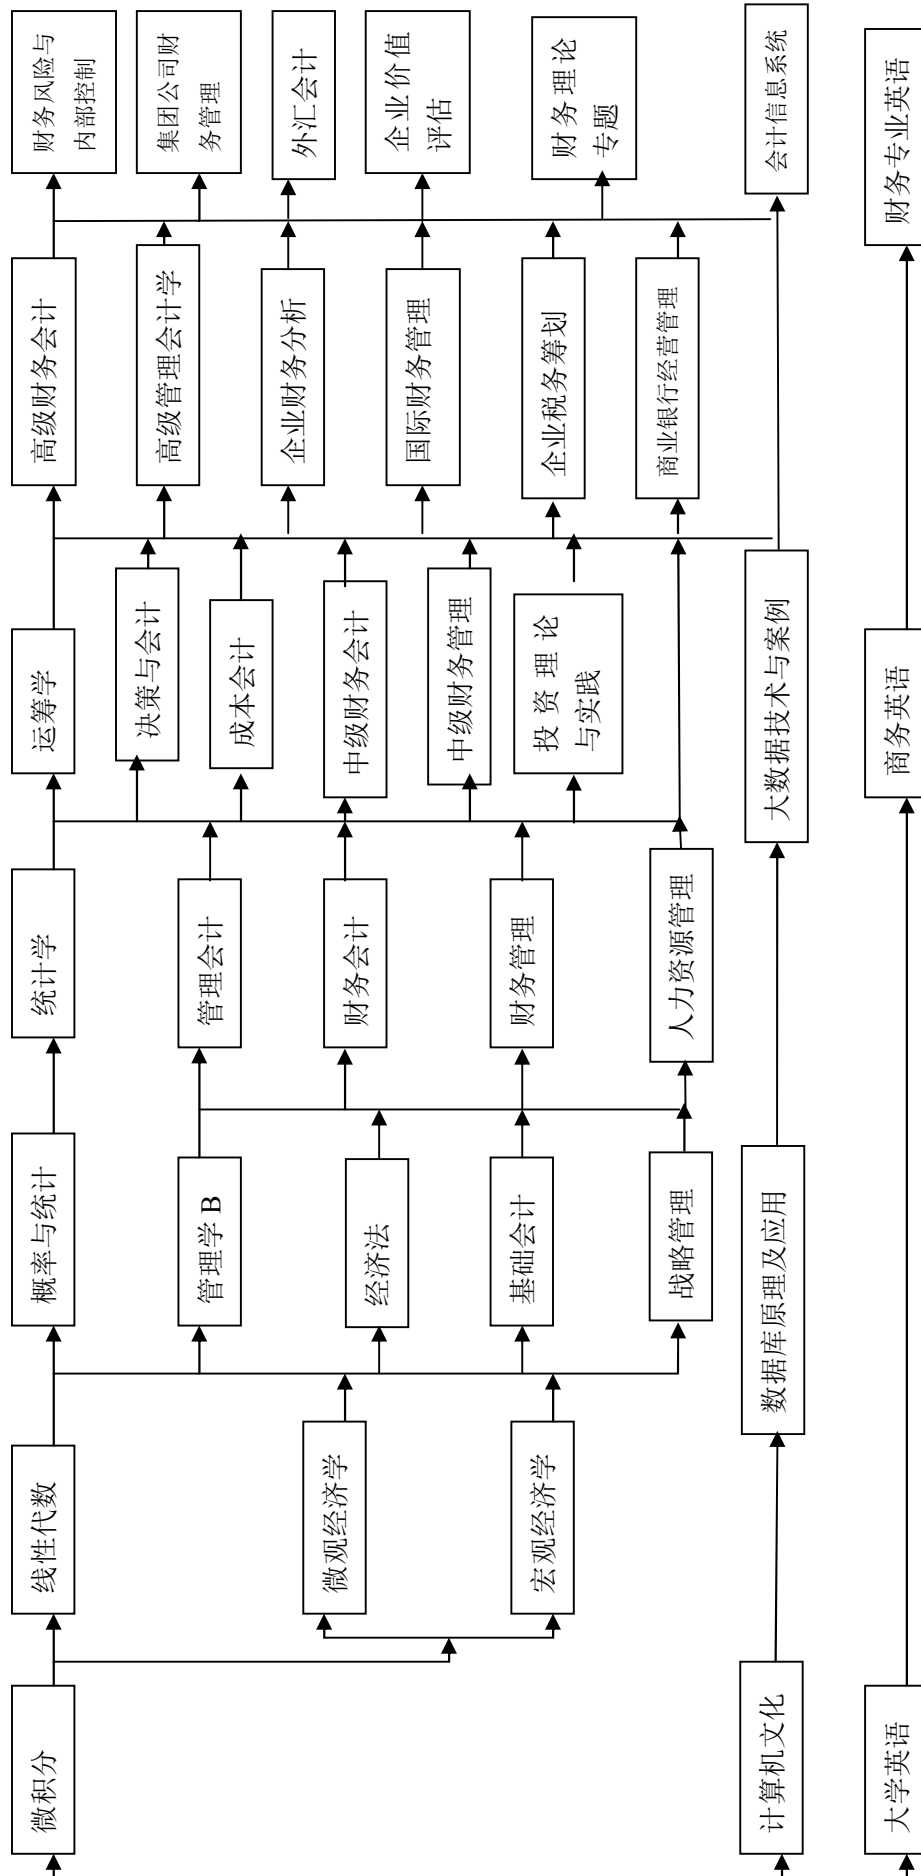 微积分
线性代数
概率与统计
统计学
运筹学
高级财务会计
财务风险与
内部控制
微观经济学
宏观经济学
管理学 B
经济法
基础会计
战略管理
管理会计
财务会计
财务管理
人力资源管理
决策与会计
成本会计
中级财务会计
中级财务管理
投 资 理 论
与实践
高级管理会计学
企业财务分析
国际财务管理
企业税务筹划
商业银行经营管理
集团公司财
务管理
外汇会计
企业价值
评估
财务理论
专题
计算机文化
数据库原理及应用
大数据技术与案例
会计信息系统
大学英语
商务英语
财务专业英语